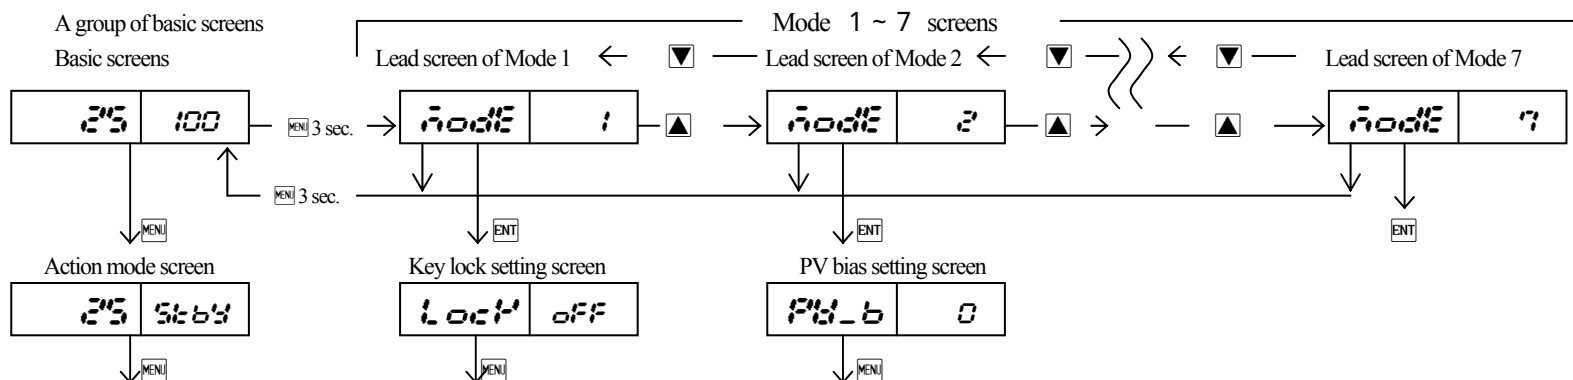 A group of basic screens
Mode 1 ~ 7 screens
Basic screens
Lead screen of Mode 1 ← ▼ Lead screen of Mode 2 ← ▼ ← ▼ Lead screen of Mode 7
25 100 MENU 3 sec. → modE 1 ▲ → modE 2 ▲ → ▲ → modE 7
MENU 3 sec.
MENU ENT ENT ENT
Action mode screen Key lock setting screen PV bias setting screen
25 Stby LocK oFF PV_b 0
MENU MENU MENU